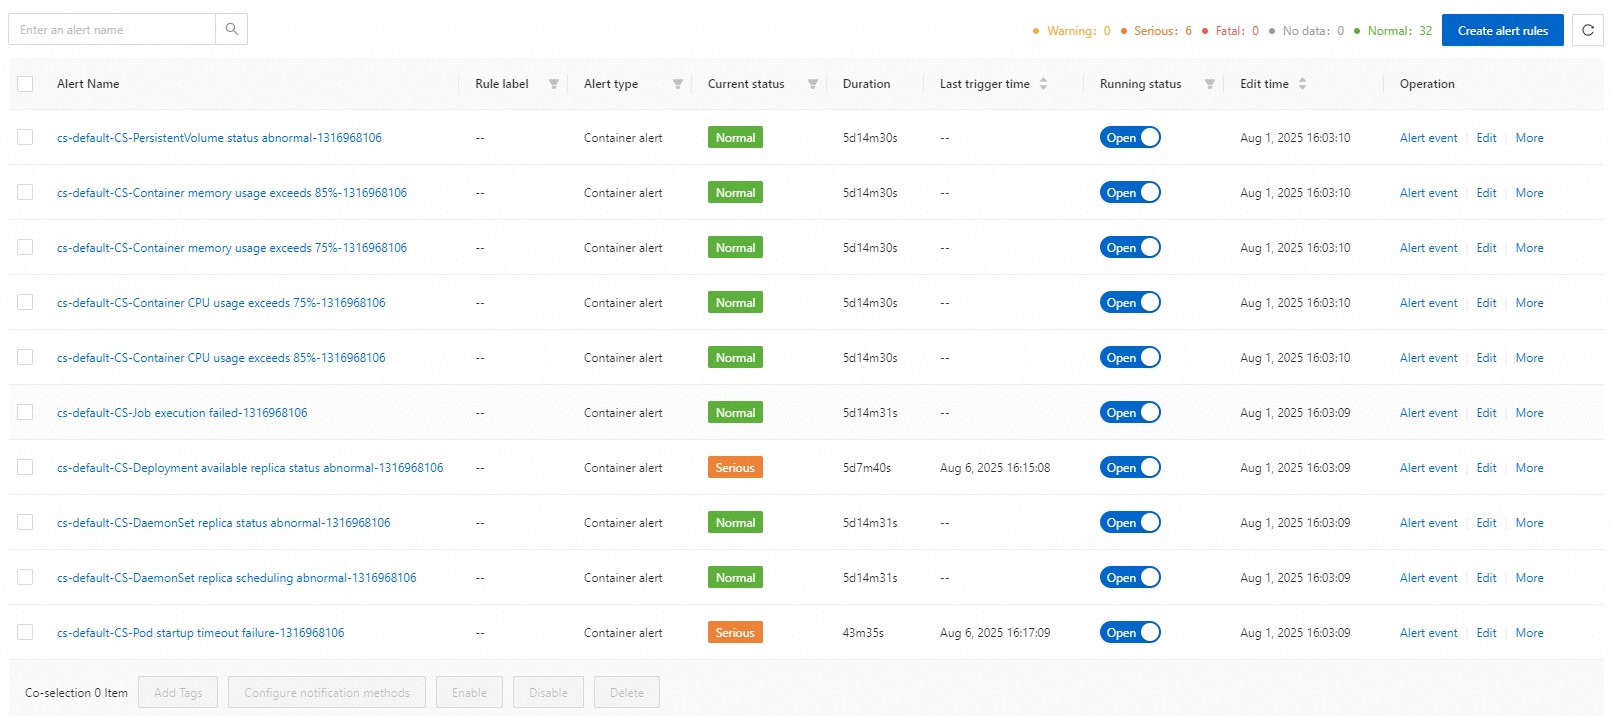 Enter an alert name
Warning: 0 Serious: 6 Fatal: 0 No data: 0 Normal: 32 Create alert rules
Alert Name Rule label Alert type Current status Duration Last trigger time Running status Edit time Operation
cs-default-CS-PersistentVolume status abnormal-1316968106 -- Container alert Normal 5d14m30s -- Open Aug 1, 2025 16:03:10 Alert event Edit More
cs-default-CS-Container memory usage exceeds 85%-1316968106 -- Container alert Normal 5d14m30s -- Open Aug 1, 2025 16:03:10 Alert event Edit More
cs-default-CS-Container memory usage exceeds 75%-1316968106 -- Container alert Normal 5d14m30s -- Open Aug 1, 2025 16:03:10 Alert event Edit More
cs-default-CS-Container CPU usage exceeds 75%-1316968106 -- Container alert Normal 5d14m30s -- Open Aug 1, 2025 16:03:10 Alert event Edit More
cs-default-CS-Container CPU usage exceeds 85%-1316968106 -- Container alert Normal 5d14m30s -- Open Aug 1, 2025 16:03:10 Alert event Edit More
cs-default-CS-Job execution failed-1316968106 -- Container alert Normal 5d14m31s -- Open Aug 1, 2025 16:03:09 Alert event Edit More
cs-default-CS-Deployment available replica status abnormal-1316968106 -- Container alert Serious 5d7m40s Aug 6, 2025 16:15:08 Open Aug 1, 2025 16:03:09 Alert event Edit More
cs-default-CS-DaemonSet replica status abnormal-1316968106 -- Container alert Normal 5d14m31s -- Open Aug 1, 2025 16:03:09 Alert event Edit More
cs-default-CS-DaemonSet replica scheduling abnormal-1316968106 -- Container alert Normal 5d14m31s -- Open Aug 1, 2025 16:03:09 Alert event Edit More
cs-default-CS-Pod startup timeout failure-1316968106 -- Container alert Serious 43m35s Aug 6, 2025 16:17:09 Open Aug 1, 2025 16:03:09 Alert event Edit More
Co-selection 0 Item Add Tags Configure notification methods Enable Disable Delete